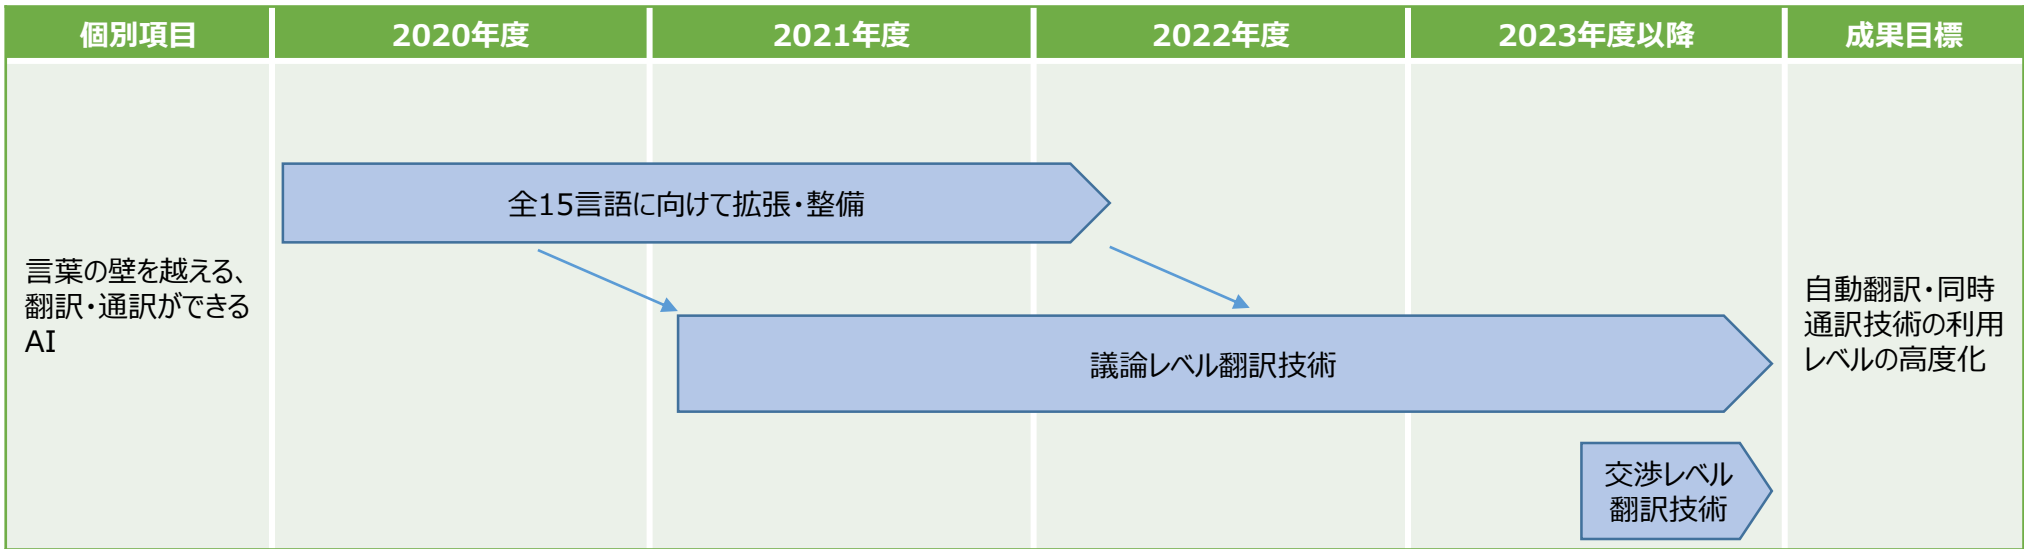 個別項目
2020年度
2021年度
2022年度
2023年度以降
成果目標
言葉の壁を越える、
翻訳・通訳ができる
AI
全15言語に向けて拡張・整備
議論レベル翻訳技術
交渉レベル
翻訳技術
自動翻訳・同時
通訳技術の利用
レベルの高度化